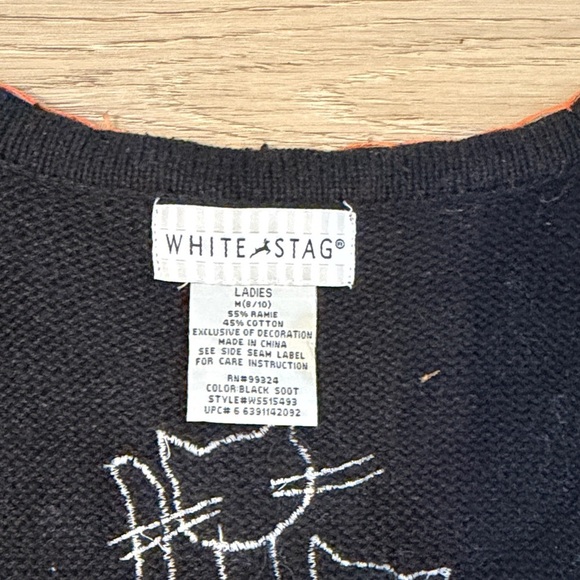 WHITE STAG®
LADIES
M(8/10)
55% RAMIE
45% COTTON
EXCLUSIVE OF DECORATION
MADE IN CHINA
SEE SIDE SEAM LABEL
FOR CARE INSTRUCTION
RN#99324
COLOR BLACK SOOT
STYLE#WS515493
UPC# 6 6391142092